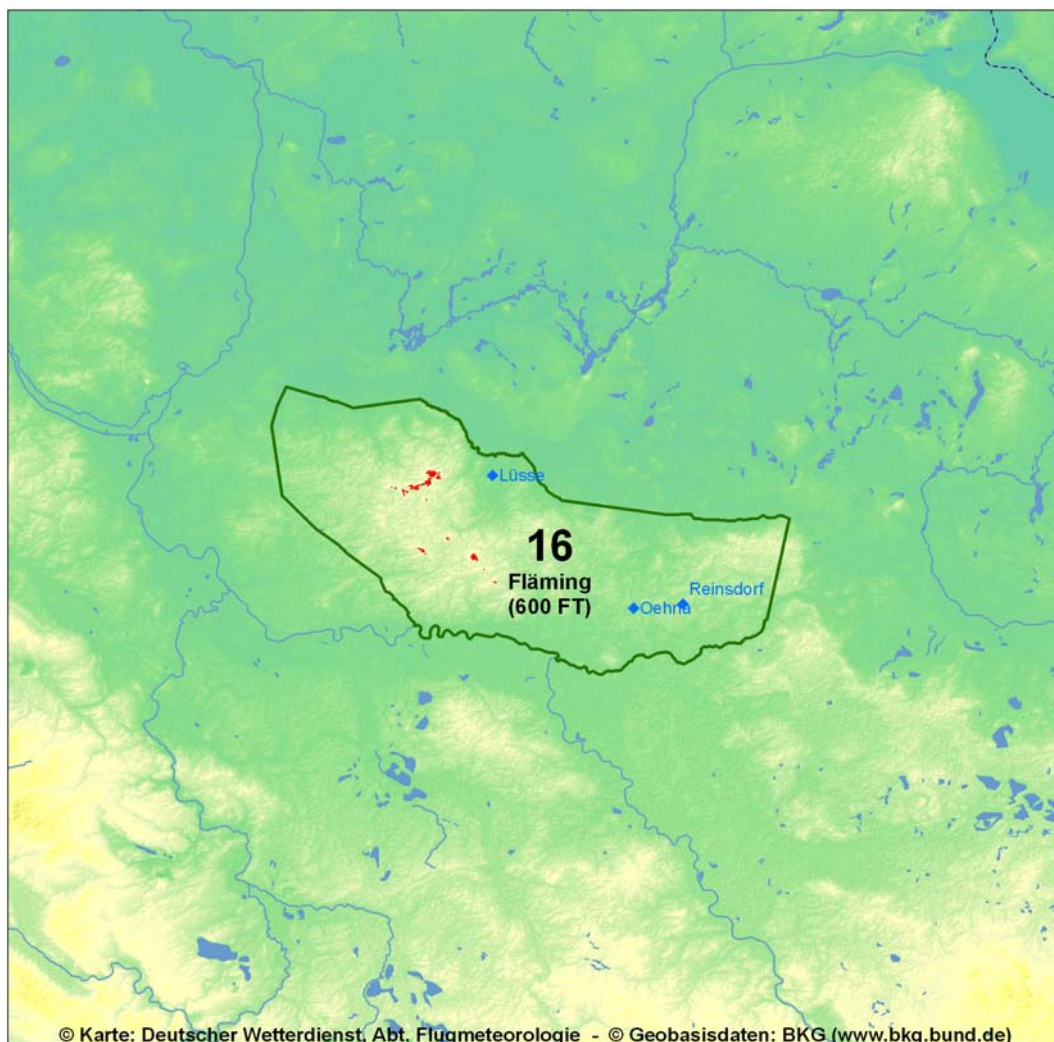 Lüsse
16
Fläming
(600 FT)
Reinsdorf
Oehna
© Karte: Deutscher Wetterdienst, Abt. Flugmeteorologie - © Geobasisdaten: BKG (www.bkg.bund.de)